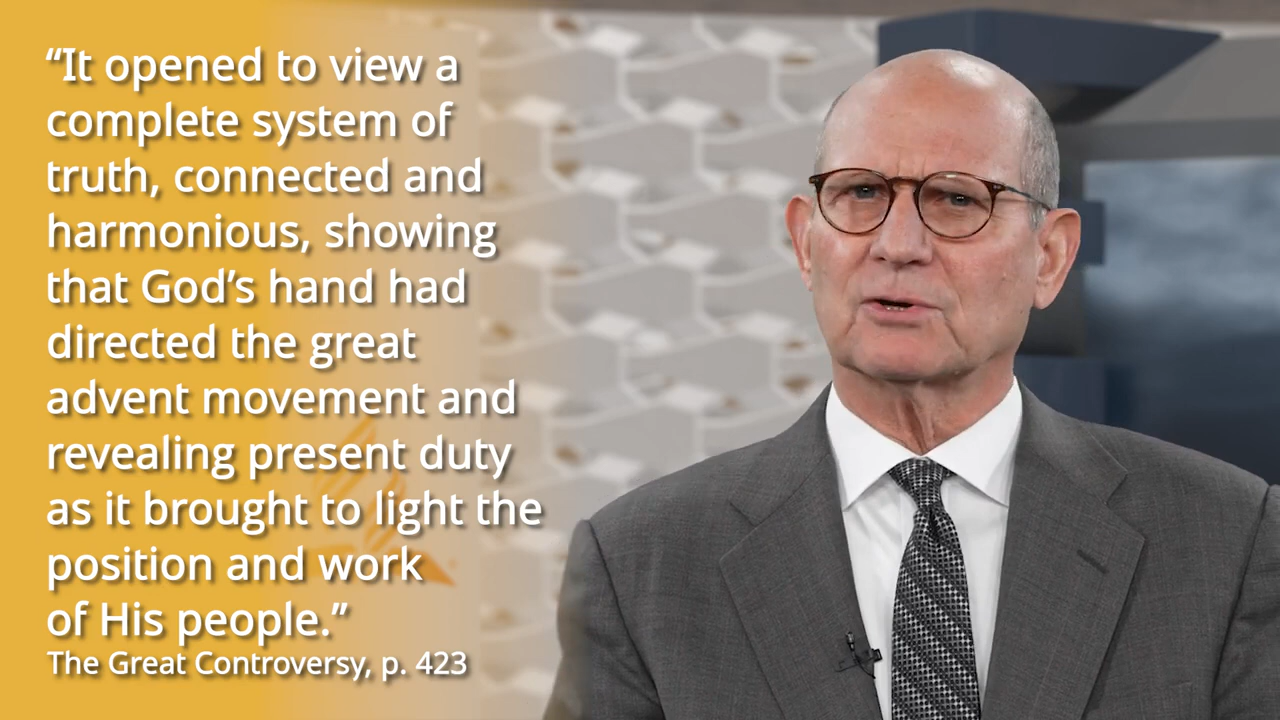 “It opened to view a
complete system of
truth, connected and
harmonious, showing
that God’s hand had
directed the great
advent movement and
revealing present duty
as it brought to light the
position and work
of His people.”
The Great Controversy, p. 423